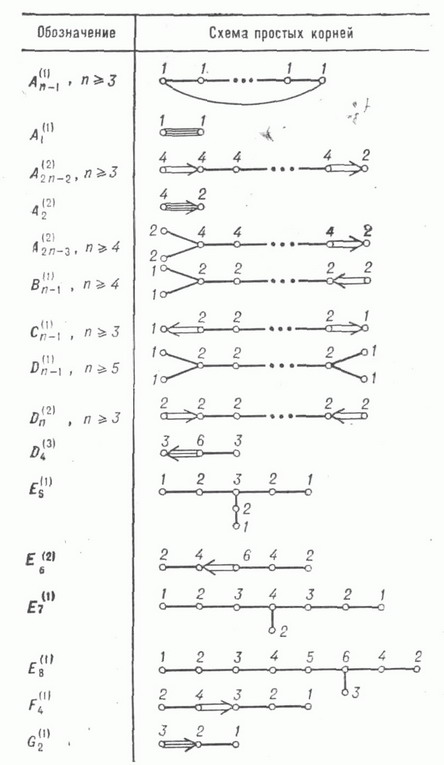 Обозначение Схема простых корней
A_{n-1}^{(1)}, n ⩾ 3 1 1 ... 1 1
A_1^{(1)} 1 1
A_{2n-2}^{(2)}, n ⩾ 3 4 4 4 ... 4 2
A_2^{(2)} 4 2
A_{2n-3}^{(2)}, n ⩾ 4 2 2 4 4 ... 4 2
B_{n-1}^{(1)}, n ⩾ 4 1 1 2 2 ... 2 2
C_{n-1}^{(1)}, n ⩾ 3 1 2 2 ... 2 1
D_{n-1}^{(1)}, n ⩾ 5 1 1 2 2 ... 2 1 1
D_n^{(2)}, n ⩾ 3 2 2 2 ... 2 2
D_4^{(3)} 3 6 3
E_6^{(1)} 1 2 3 2 1
2
1
E_6^{(2)} 2 4 6 4 2
E_7^{(1)} 1 2 3 4 3 2 1
2
E_8^{(1)} 1 2 3 4 5 6 4 2
3
F_4^{(1)} 2 4 3 2 1
G_2^{(1)} 3 2 1